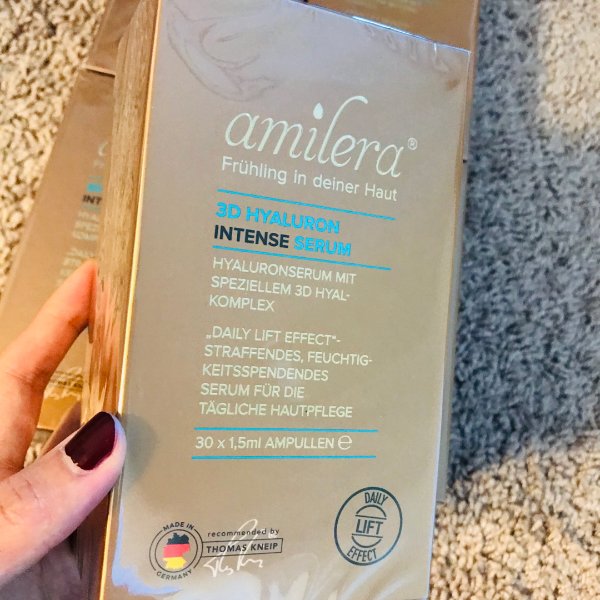 amilera®
Frühling in deiner Haut
3D HYALURON
INTENSE SERUM
HYALURONSERUM MIT
SPEZIELLEM 3D HYAL-
KOMPLEX
„DAILY LIFT EFFECT“-
STRAFFENDES, FEUCHTIG-
KEITSSPENDENDES
SERUM FÜR DIE
TÄGLICHE HAUTPFLEGE
30 x 1,5ml AMPULLEN ℮
MADE IN
GERMANY
recommended by
THOMAS KNEIP
DAILY
LIFT
EFFECT
INTE